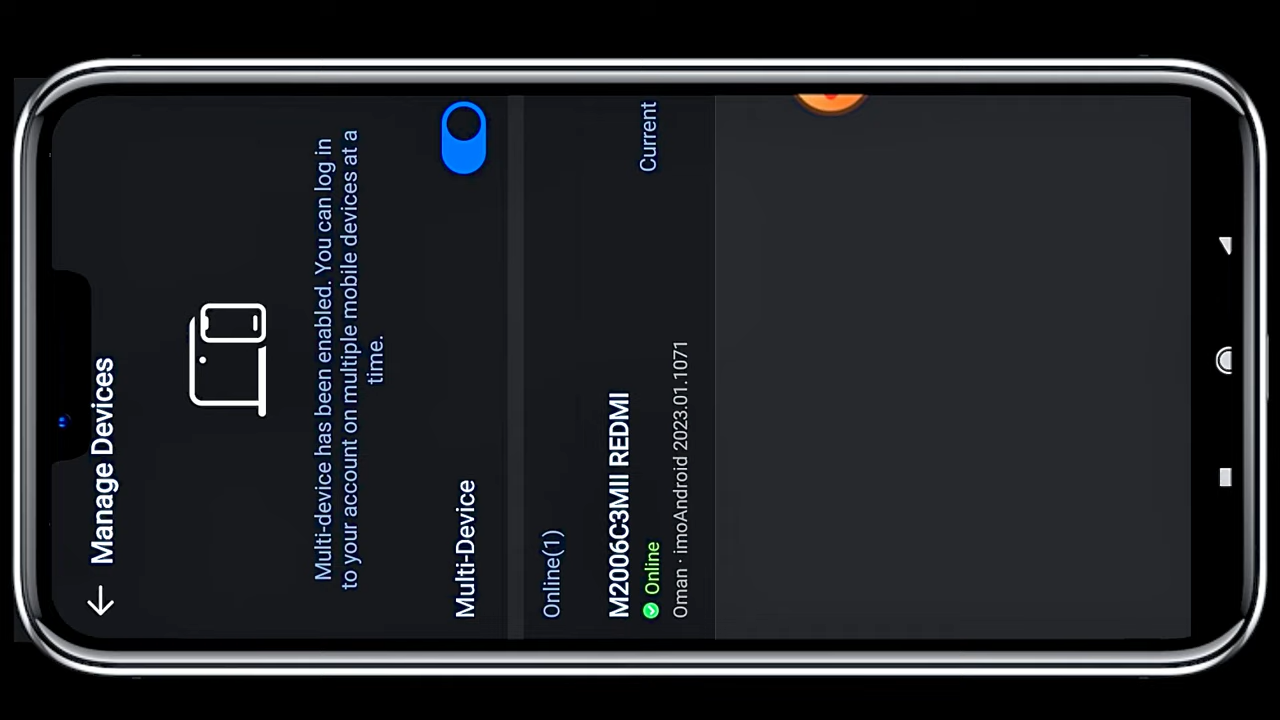 Manage Devices
Multi-device has been enabled. You can log in
to your account on multiple mobile devices at a
time.
Multi-Device
Online(1)
M2006C3MII REDMI
Online
Current
Oman · imoAndroid 2023.01.1071